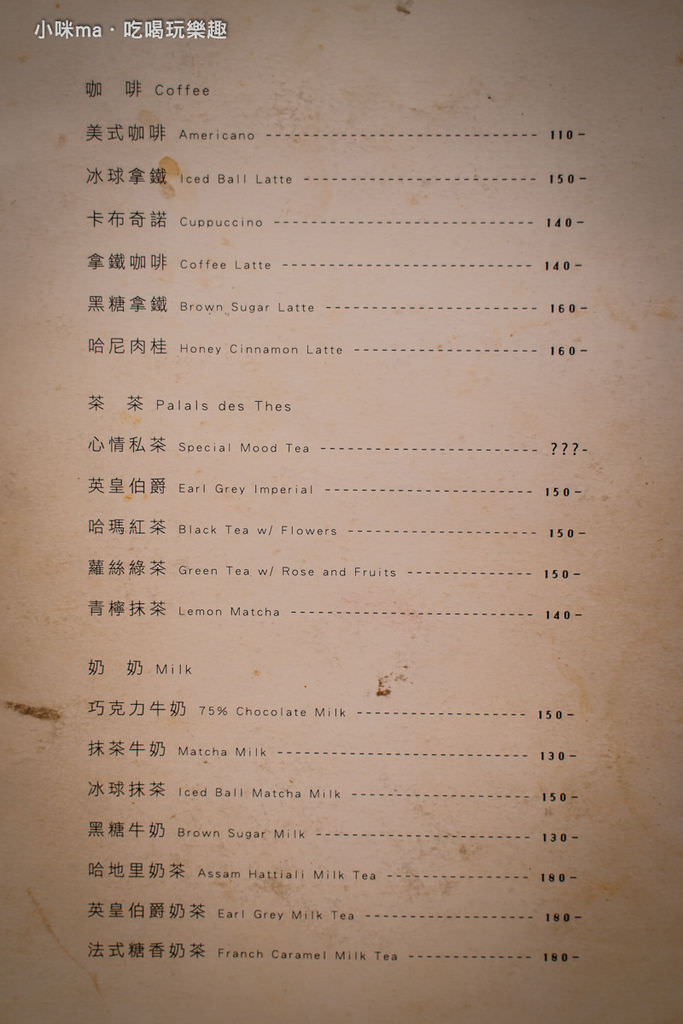 小咪ma·吃喝玩樂趣
咖 啡 Coffee
美式咖啡 Americano 110-
冰球拿鐵 Iced Ball Latte 150-
卡布奇諾 Cuppuccino 140-
拿鐵咖啡 Coffee Latte 140-
黑糖拿鐵 Brown Sugar Latte 160-
哈尼肉桂 Honey Cinnamon Latte 160-
茶 茶 Palals des Thes
心情私茶 Special Mood Tea ???-
英皇伯爵 Earl Grey Imperial 150-
哈瑪紅茶 Black Tea w/ Flowers 150-
蘿絲綠茶 Green Tea w/ Rose and Fruits 150-
青檸抹茶 Lemon Matcha 140-
奶 奶 Milk
巧克力牛奶 75% Chocolate Milk 150-
抹茶牛奶 Matcha Milk 130-
冰球抹茶 Iced Ball Matcha Milk 150-
黑糖牛奶 Brown Sugar Milk 130-
哈地里奶茶 Assam Hattiali Milk Tea 180-
英皇伯爵奶茶 Earl Grey Milk Tea 180-
法式糖香奶茶 Franch Caramel Milk Tea 180-